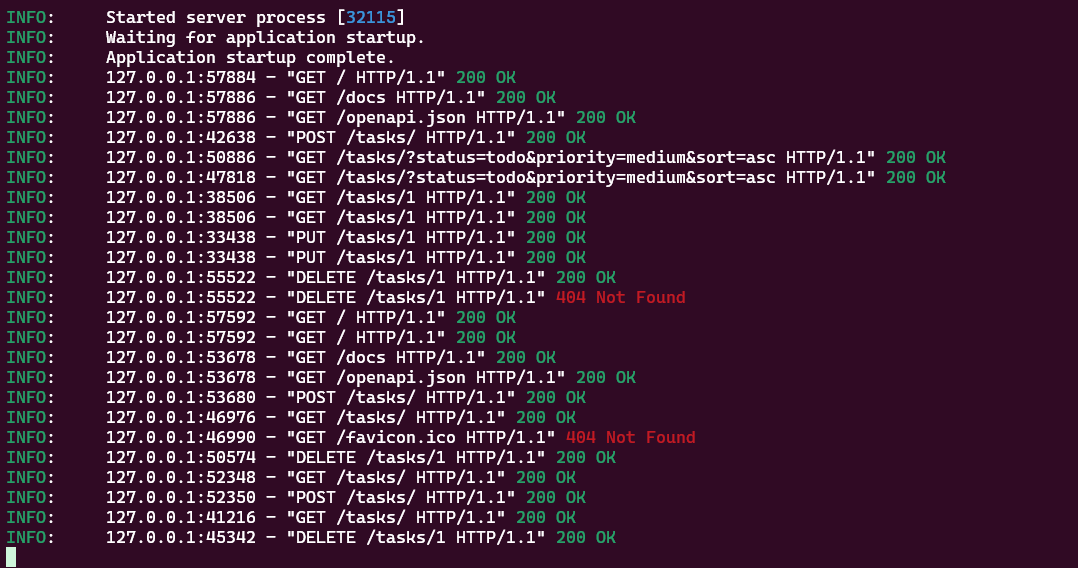 INFO:     Started server process [32115]
INFO:     Waiting for application startup.
INFO:     Application startup complete.
INFO:     127.0.0.1:57884 - "GET / HTTP/1.1" 200 OK
INFO:     127.0.0.1:57886 - "GET /docs HTTP/1.1" 200 OK
INFO:     127.0.0.1:57886 - "GET /openapi.json HTTP/1.1" 200 OK
INFO:     127.0.0.1:42638 - "POST /tasks/ HTTP/1.1" 200 OK
INFO:     127.0.0.1:50886 - "GET /tasks/?status=todo&priority=medium&sort=asc HTTP/1.1" 200 OK
INFO:     127.0.0.1:47818 - "GET /tasks/?status=todo&priority=medium&sort=asc HTTP/1.1" 200 OK
INFO:     127.0.0.1:38506 - "GET /tasks/1 HTTP/1.1" 200 OK
INFO:     127.0.0.1:38506 - "GET /tasks/1 HTTP/1.1" 200 OK
INFO:     127.0.0.1:33438 - "PUT /tasks/1 HTTP/1.1" 200 OK
INFO:     127.0.0.1:33438 - "PUT /tasks/1 HTTP/1.1" 200 OK
INFO:     127.0.0.1:55522 - "DELETE /tasks/1 HTTP/1.1" 200 OK
INFO:     127.0.0.1:55522 - "DELETE /tasks/1 HTTP/1.1" 404 Not Found
INFO:     127.0.0.1:57592 - "GET / HTTP/1.1" 200 OK
INFO:     127.0.0.1:57592 - "GET / HTTP/1.1" 200 OK
INFO:     127.0.0.1:53678 - "GET /docs HTTP/1.1" 200 OK
INFO:     127.0.0.1:53678 - "GET /openapi.json HTTP/1.1" 200 OK
INFO:     127.0.0.1:53680 - "POST /tasks/ HTTP/1.1" 200 OK
INFO:     127.0.0.1:46976 - "GET /tasks/ HTTP/1.1" 200 OK
INFO:     127.0.0.1:46990 - "GET /favicon.ico HTTP/1.1" 404 Not Found
INFO:     127.0.0.1:50574 - "DELETE /tasks/1 HTTP/1.1" 200 OK
INFO:     127.0.0.1:52348 - "GET /tasks/ HTTP/1.1" 200 OK
INFO:     127.0.0.1:52350 - "POST /tasks/ HTTP/1.1" 200 OK
INFO:     127.0.0.1:41216 - "GET /tasks/ HTTP/1.1" 200 OK
INFO:     127.0.0.1:45342 - "DELETE /tasks/1 HTTP/1.1" 200 OK